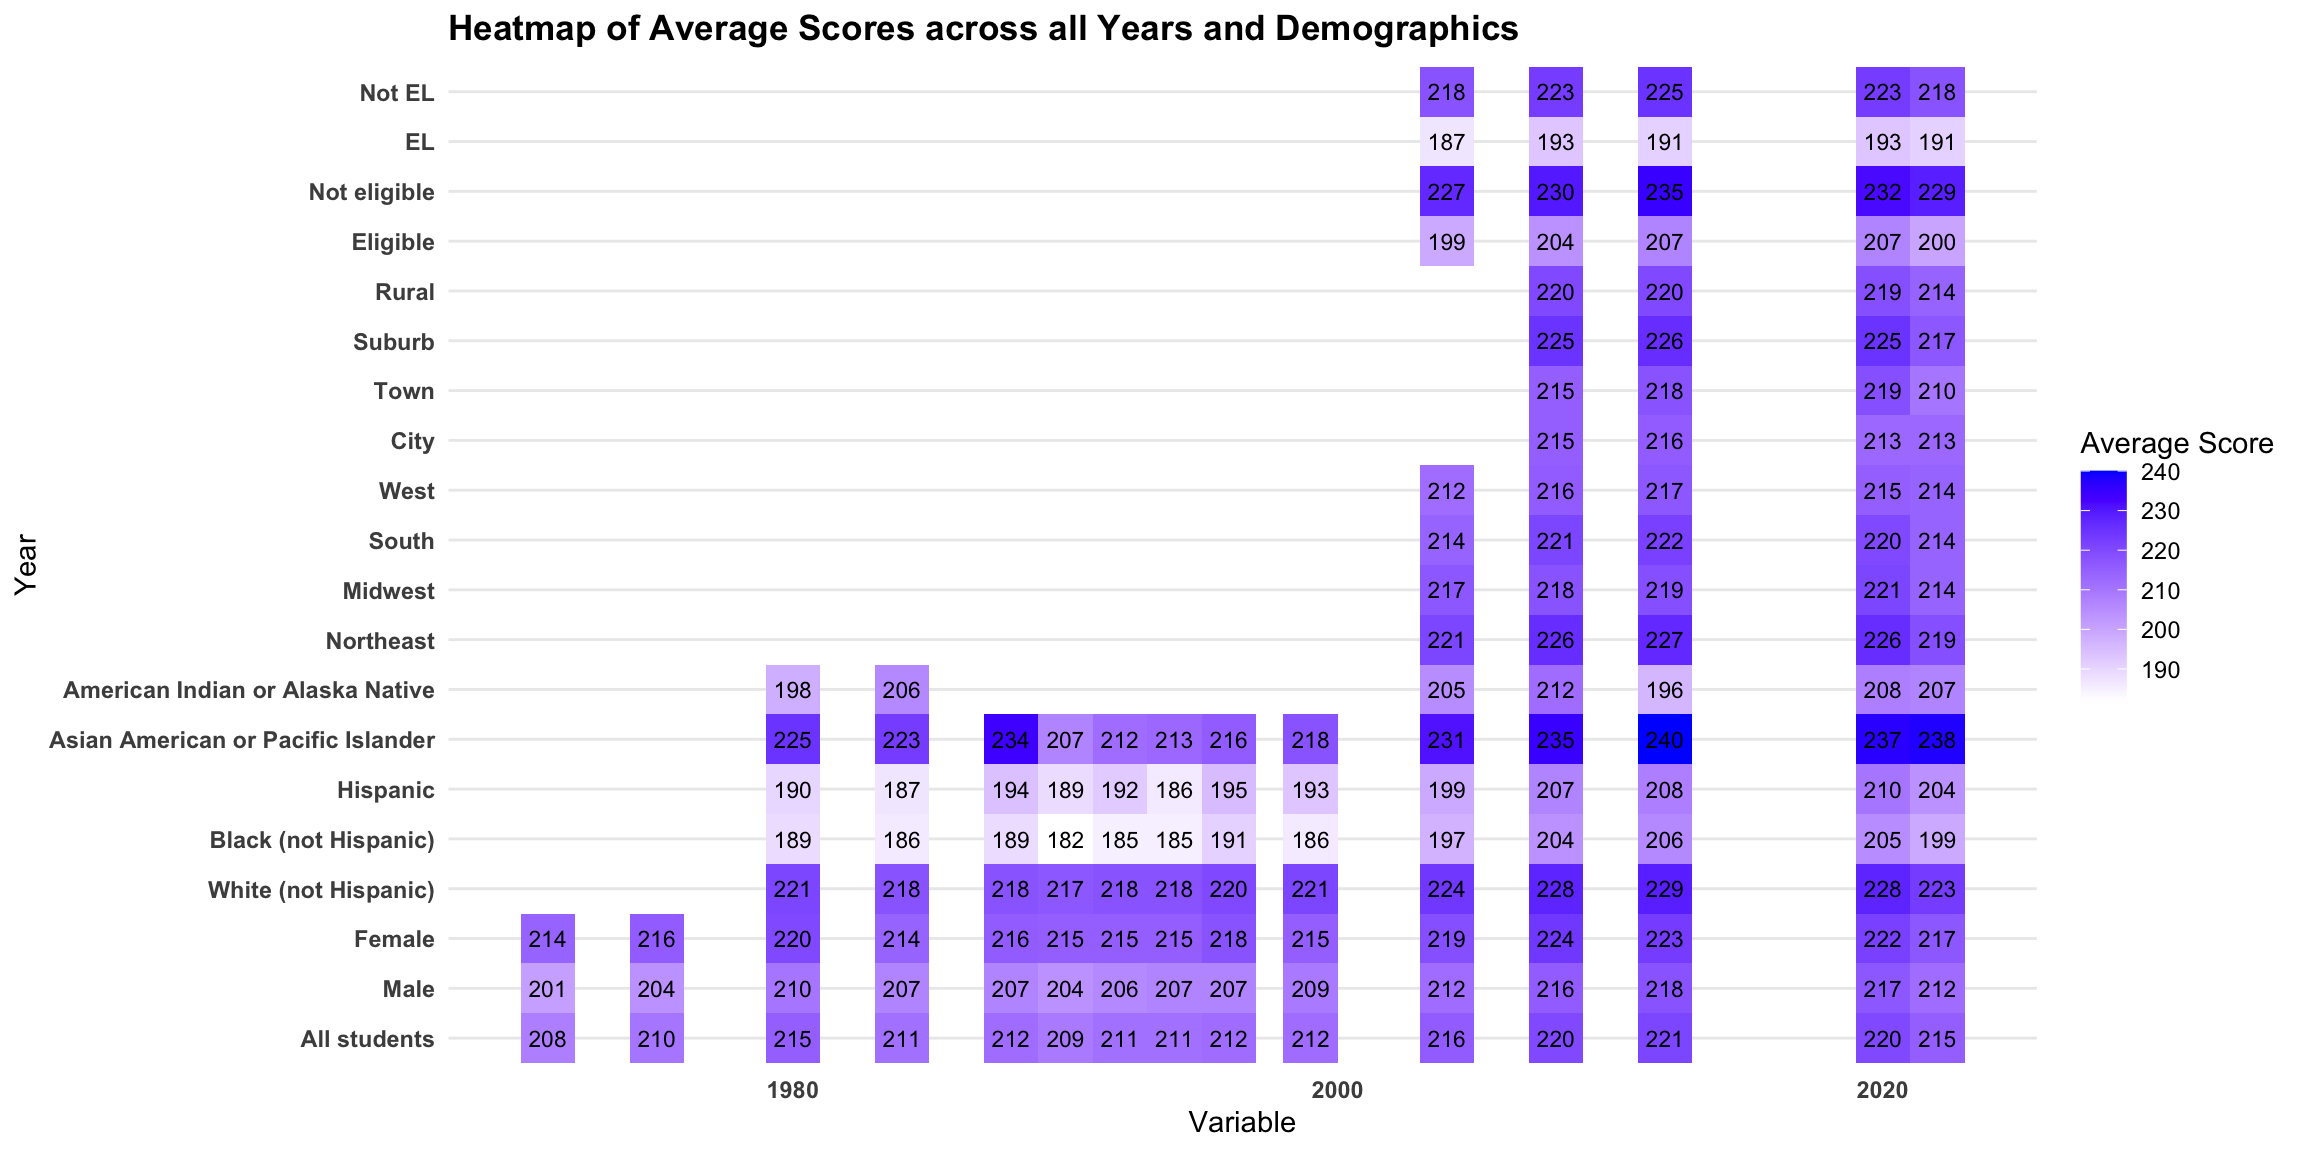 Heatmap of Average Scores across all Years and Demographics
Not EL 218 223 225 223 218
EL 187 193 191 193 191
Not eligible 227 230 235 232 229
Eligible 199 204 207 207 200
Rural 220 220 219 214
Suburb 225 226 225 217
Town 215 218 219 210
City 215 216 213 213
West 212 216 217 215 214
South 214 221 222 220 214
Midwest 217 218 219 221 214
Northeast 221 226 227 226 219
American Indian or Alaska Native 198 206 205 212 196 208 207
Asian American or Pacific Islander 225 223 234 207 212 213 216 218 231 235 240 237 238
Hispanic 190 187 194 189 192 186 195 193 199 207 208 210 204
Black (not Hispanic) 189 186 189 182 185 185 191 186 197 204 206 205 199
White (not Hispanic) 221 218 218 217 218 218 220 221 224 228 229 228 223
Female 214 216 220 214 216 215 215 215 218 215 219 224 223 222 217
Male 201 204 210 207 207 204 206 207 207 209 212 216 218 217 212
All students 208 210 215 211 212 209 211 211 212 212 216 220 221 220 215
1980 2000 2020
Variable
Year
Average Score
240
230
220
210
200
190